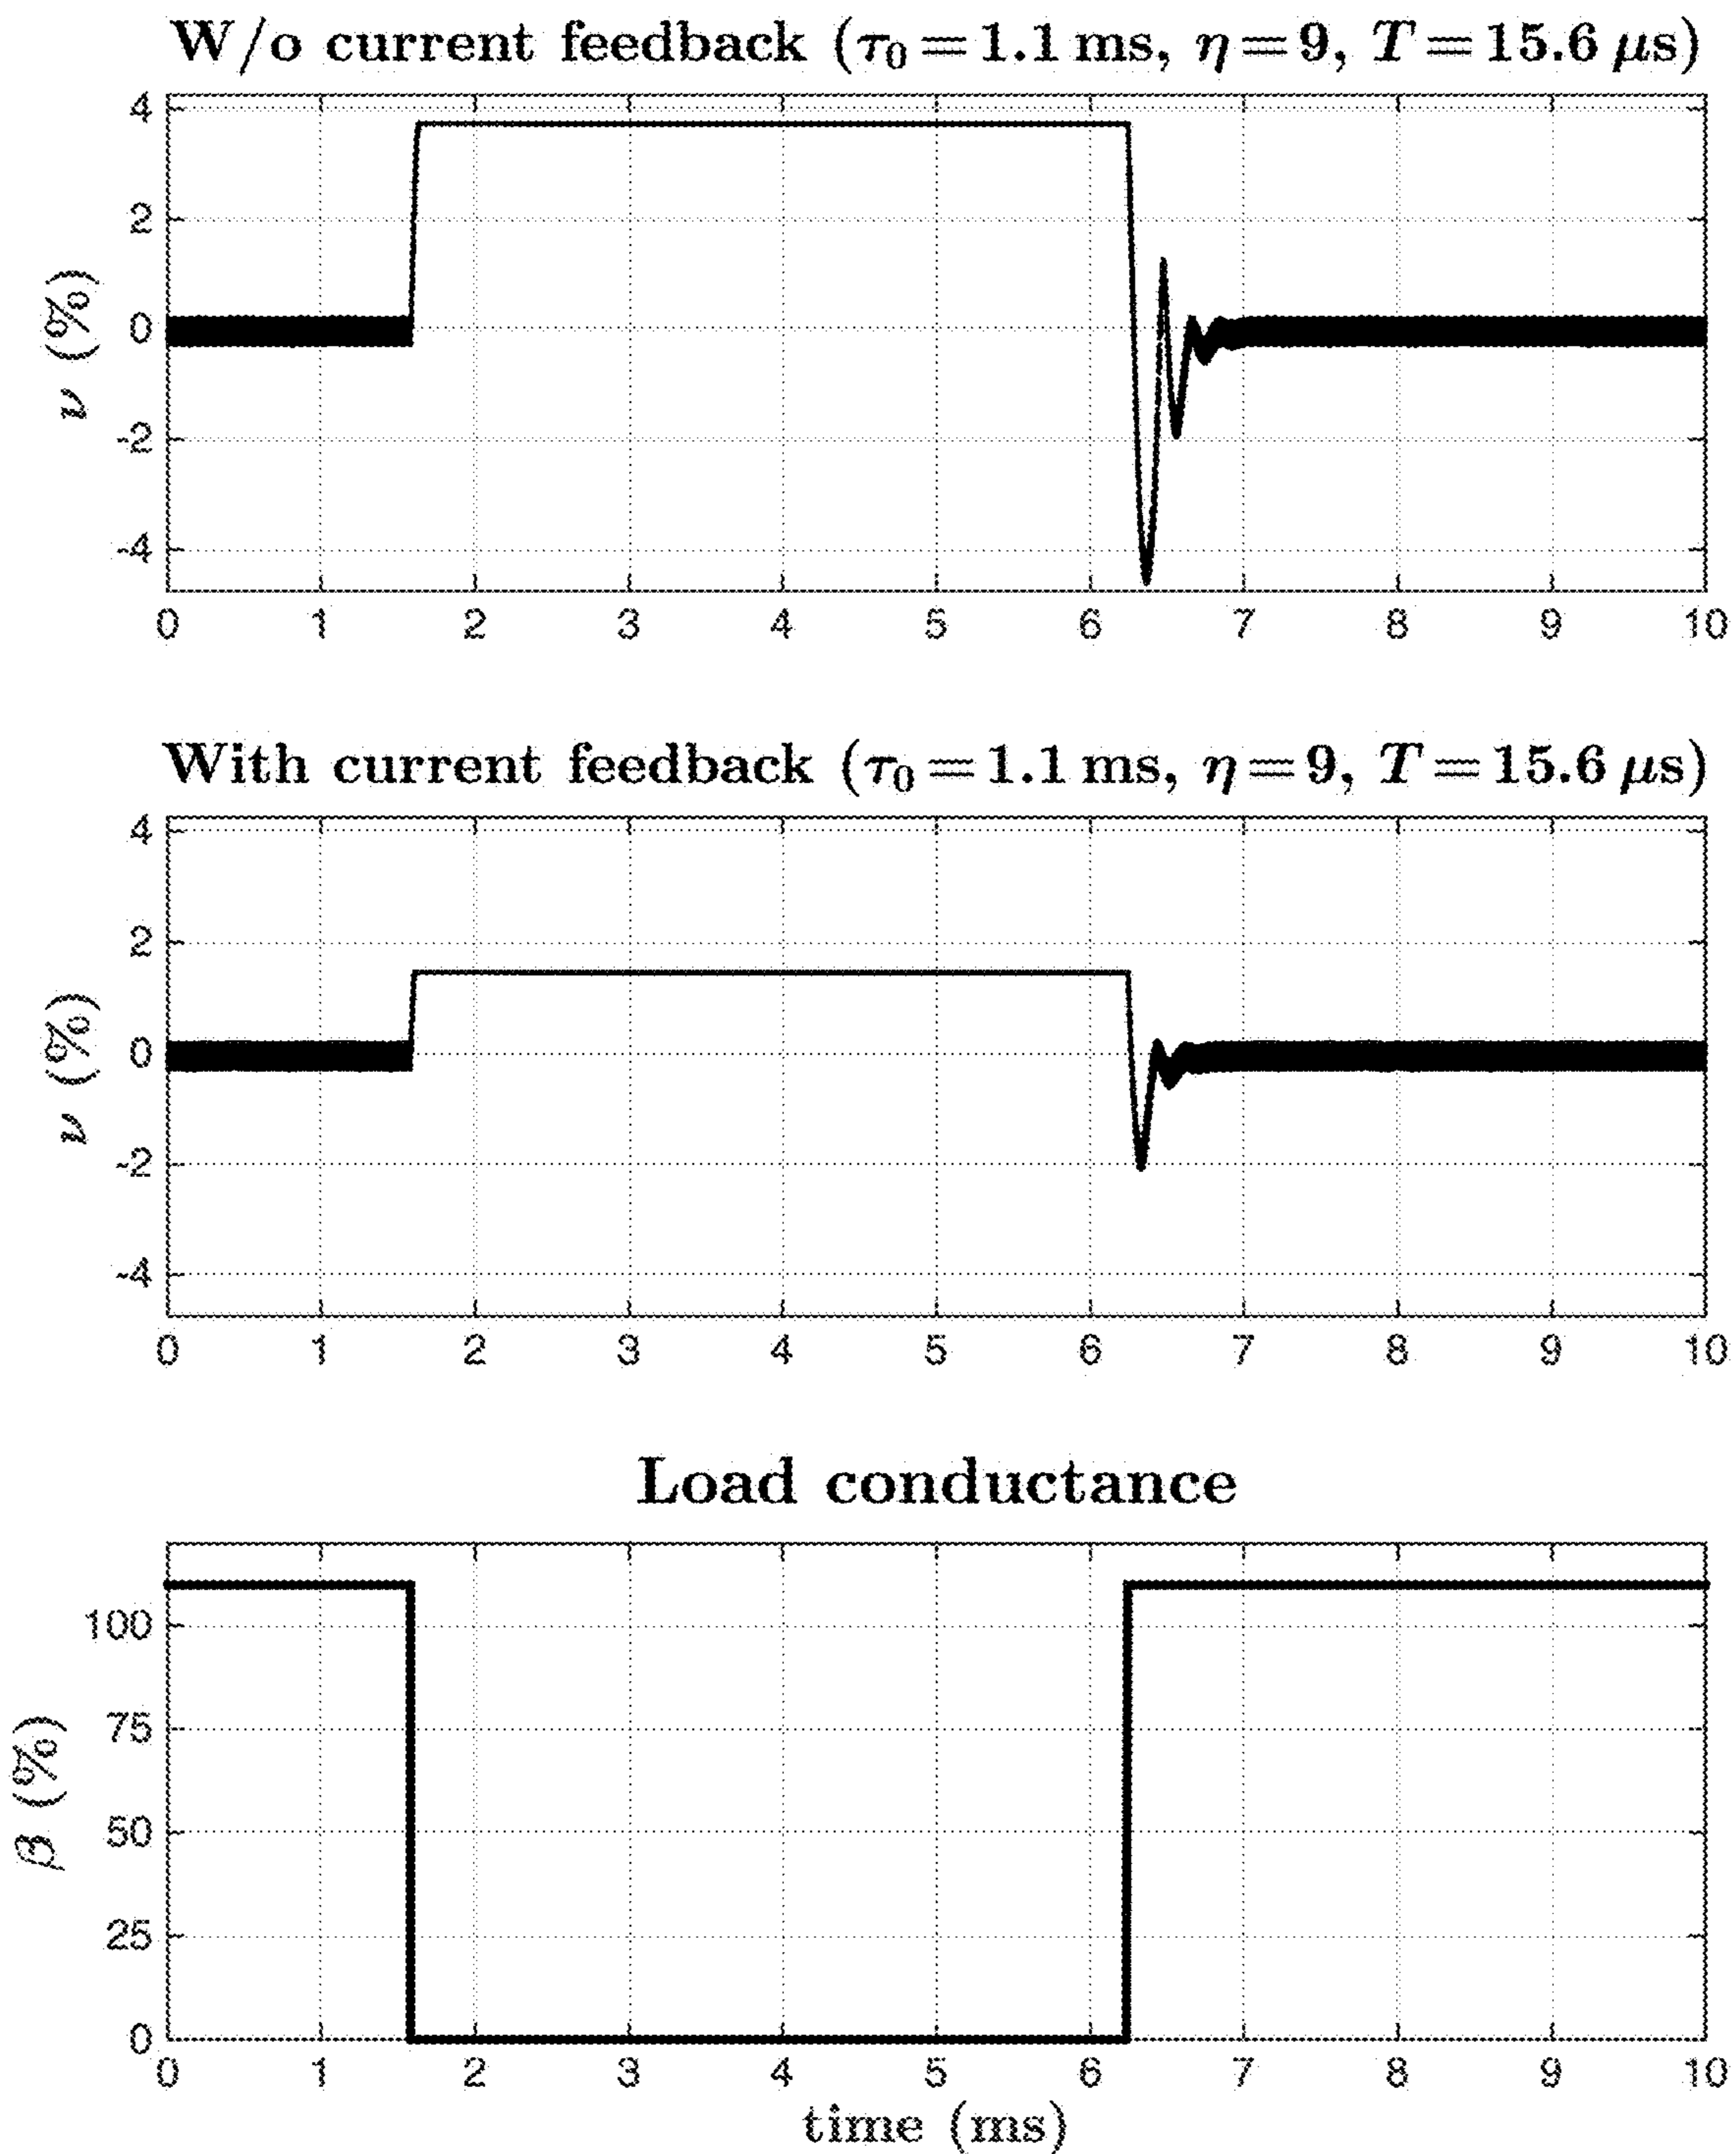 W/o current feedback (τ₀ = 1.1 ms, η = 9, T = 15.6 μs)
4
2
0
-2
-4
ν (%)
0 1 2 3 4 5 6 7 8 9 10
With current feedback (τ₀ = 1.1 ms, η = 9, T = 15.6 μs)
4
2
0
-2
-4
ν (%)
0 1 2 3 4 5 6 7 8 9 10
Load conductance
100
75
50
25
0
β (%)
0 1 2 3 4 5 6 7 8 9 10
time (ms)